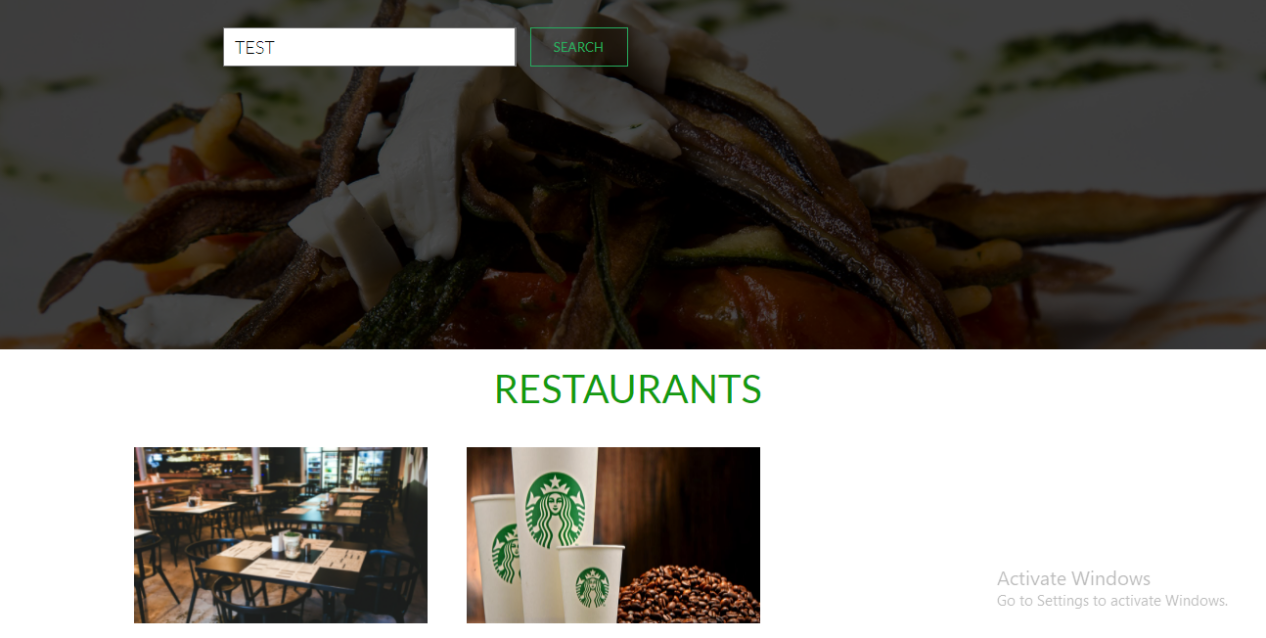 TEST
SEARCH
RESTAURANTS
Activate Windows
Go to Settings to activate Windows.